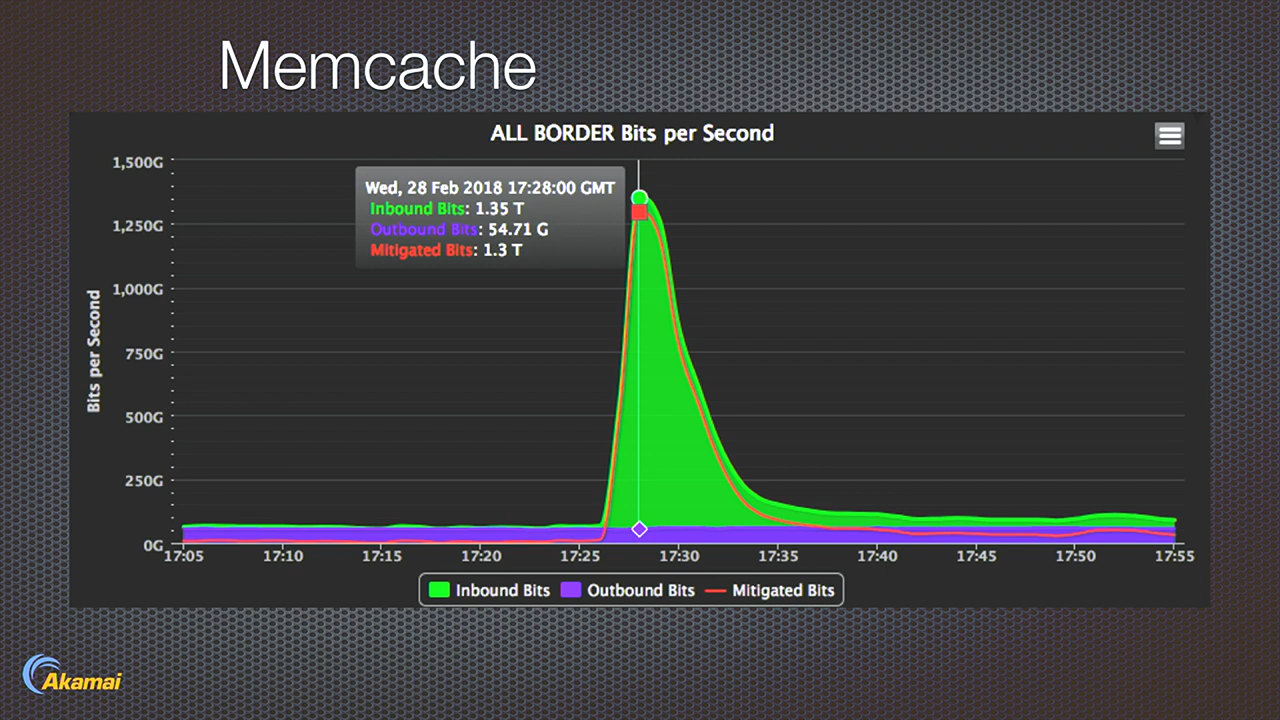 Memcache
ALL BORDER Bits per Second
1,500G
Wed, 28 Feb 2018 17:28:00 GMT
Inbound Bits: 1.35 T
Outbound Bits: 54.71 G
Mitigated Bits: 1.3 T
1,250G
1,000G
750G
500G
250G
0G
Bits per Second
17:05 17:10 17:15 17:20 17:25 17:30 17:35 17:40 17:45 17:50 17:55
Inbound Bits Outbound Bits Mitigated Bits
Akamai